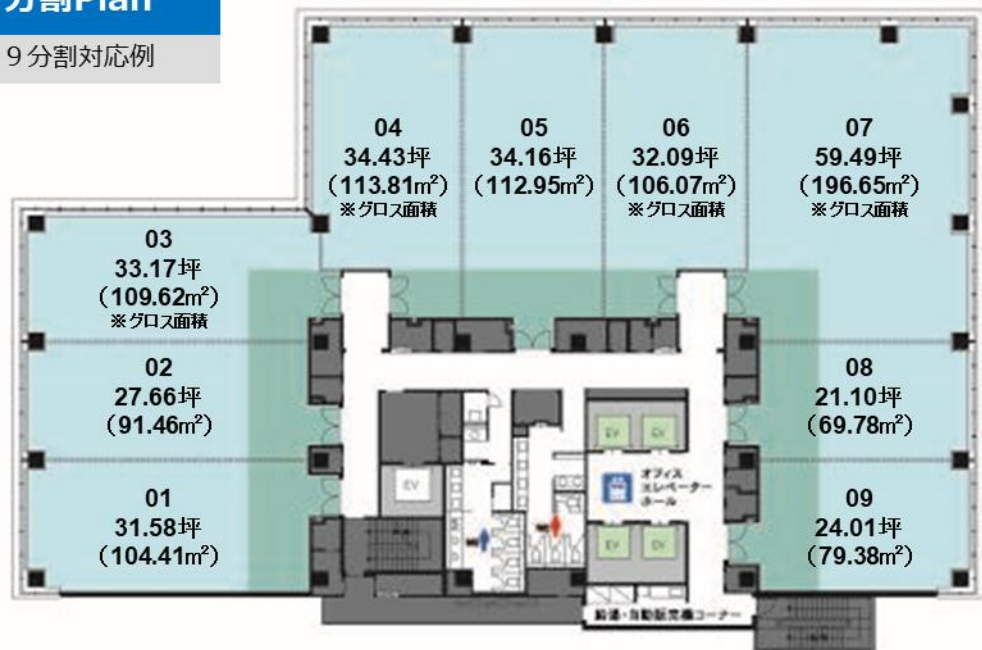 分割Plan
9分割対応例
04
34.43坪
(113.81m²)
※グロス面積
05
34.16坪
(112.95m²)
06
32.09坪
(106.07m²)
※グロス面積
07
59.49坪
(196.65m²)
※グロス面積
03
33.17坪
(109.62m²)
※グロス面積
02
27.66坪
(91.46m²)
08
21.10坪
(69.78m²)
01
31.58坪
(104.41m²)
09
24.01坪
(79.38m²)
EV
EV
EV
オフィス
エレベーター
ホール
EV
EV
給湯・自動販売機コーナー